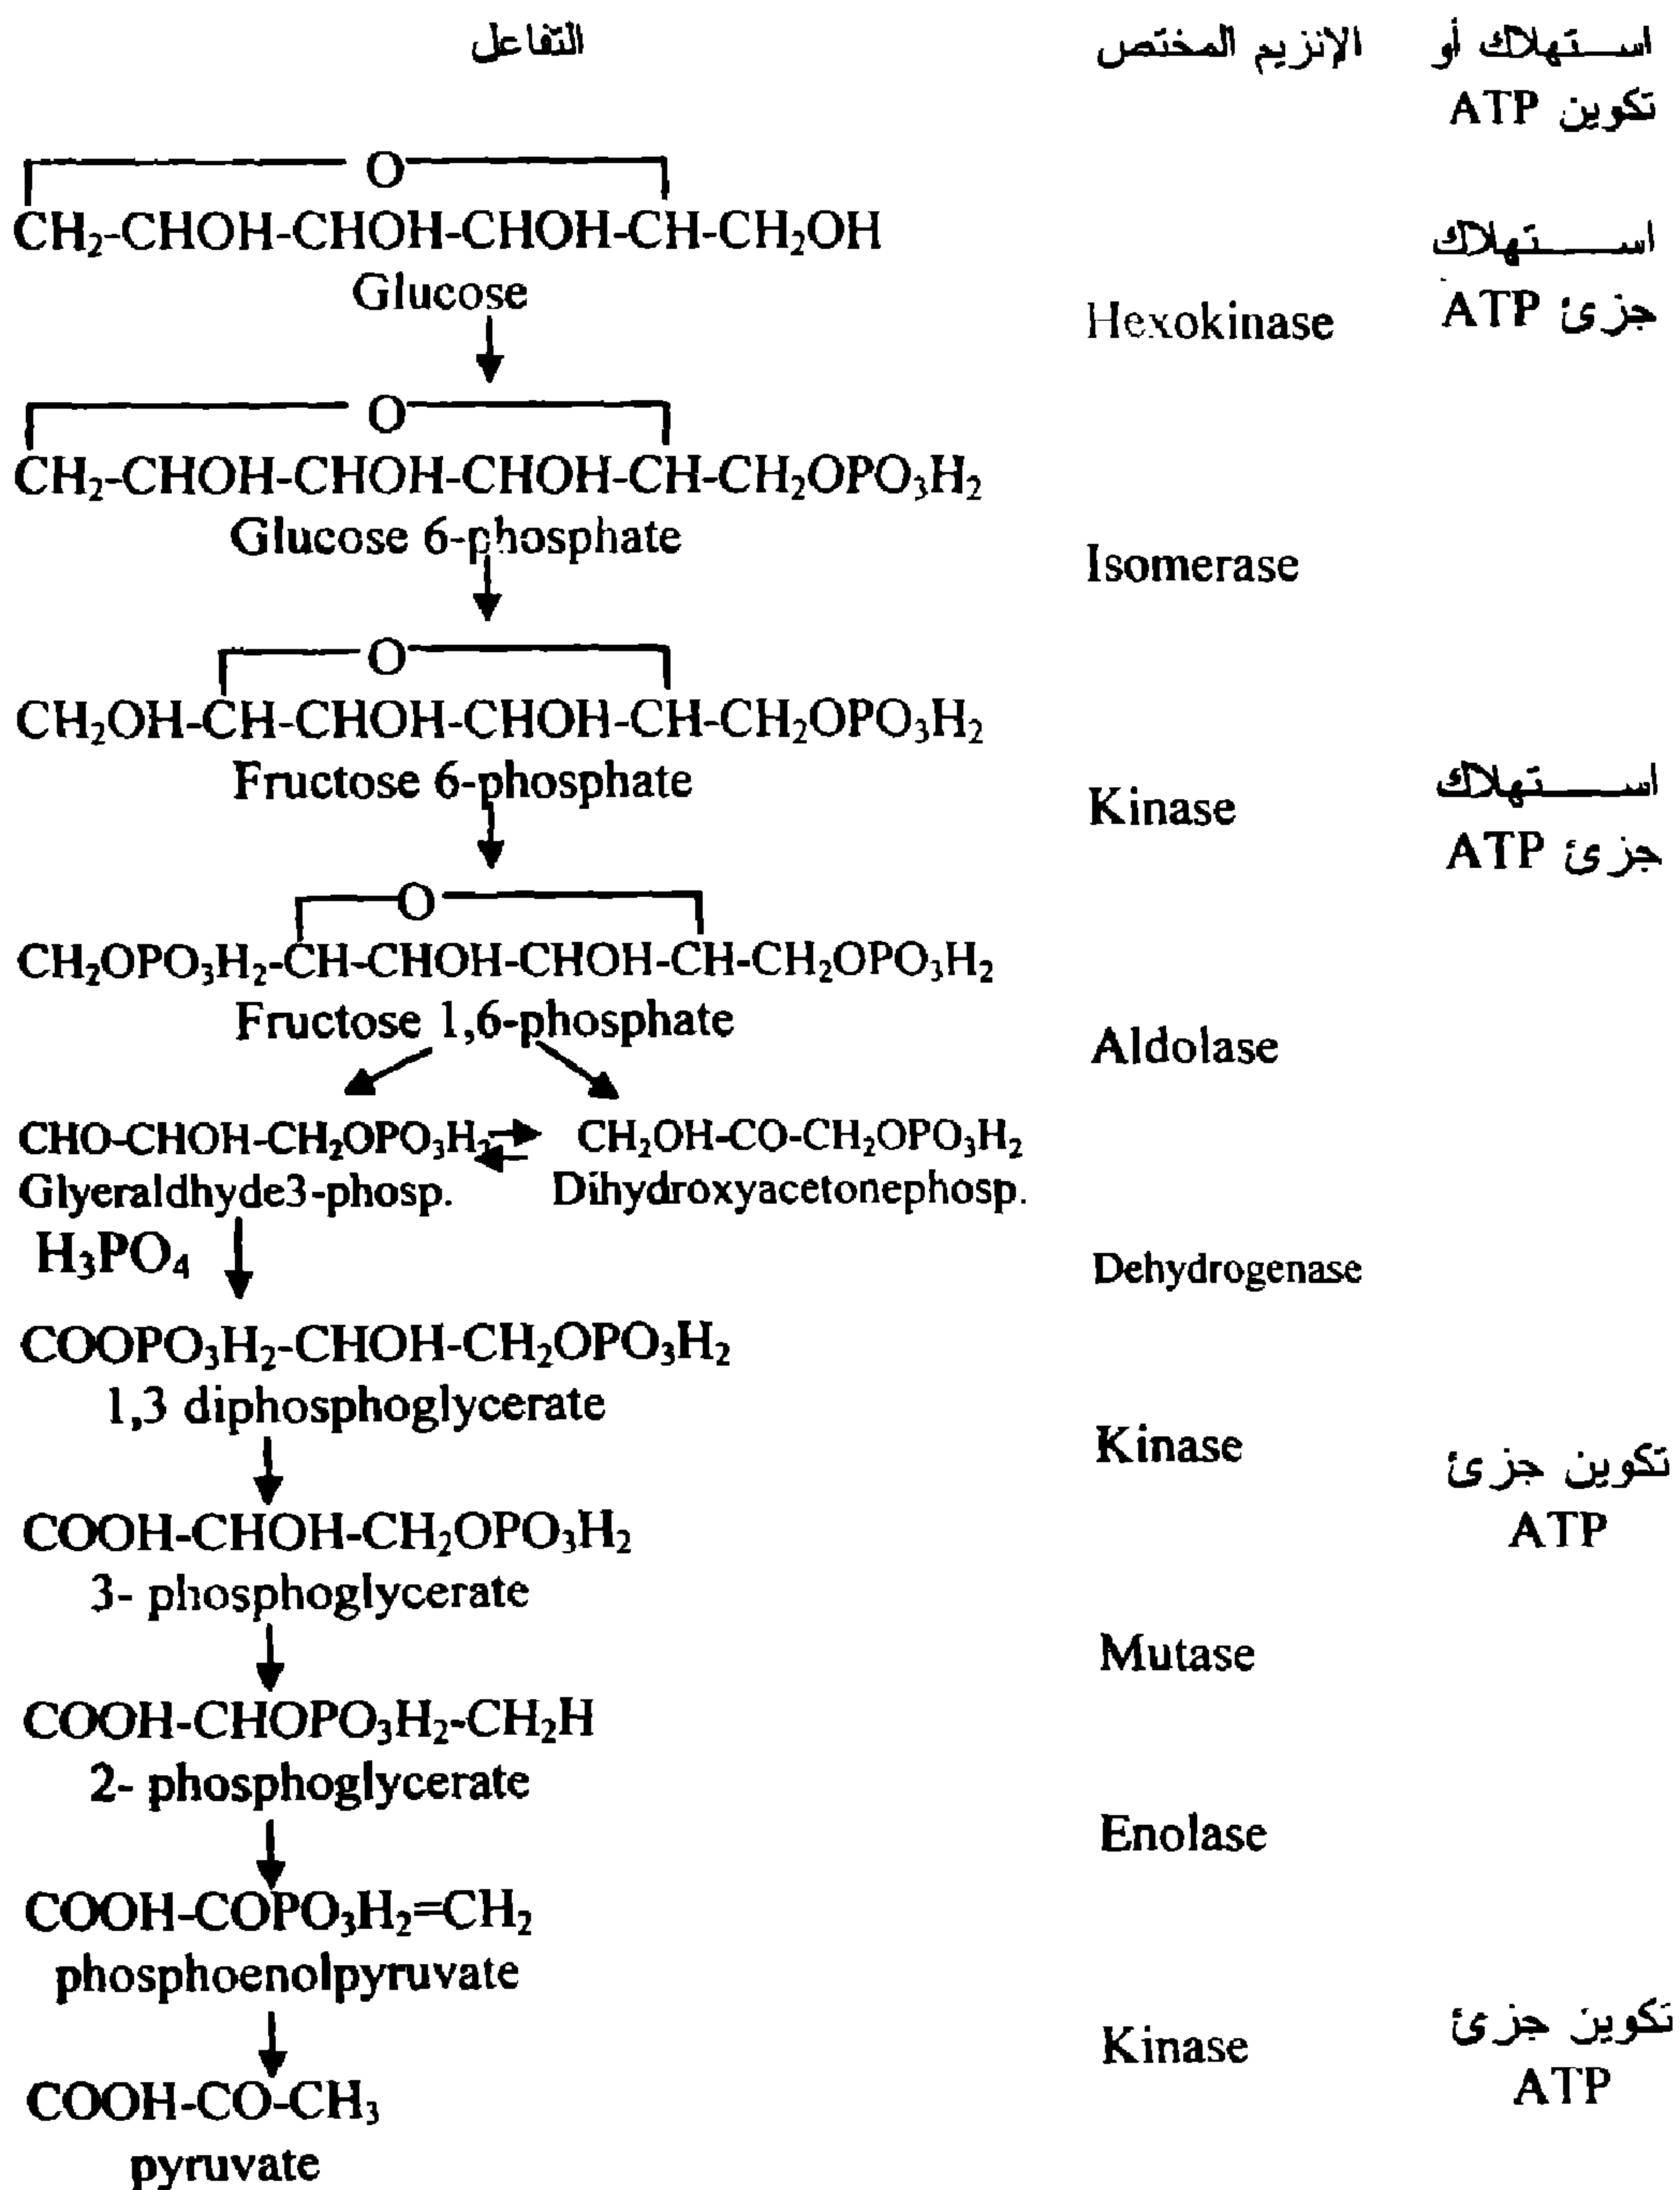 التفاعل الانزيم المختص استهلاك أو
تكوين ATP
O
CH₂-CHOH-CHOH-CHOH-CH-CH₂OH
Glucose
Hexokinase
استهلاك
جزئ ATP
O
CH₂-CHOH-CHOH-CHOH-CH-CH₂OPO₃H₂
Glucose 6-phosphate
Isomerase
O
CH₂OH-CH-CHOH-CHOH-CH-CH₂OPO₃H₂
Fructose 6-phosphate
Kinase
استهلاك
جزئ ATP
O
CH₂OPO₃H₂-CH-CHOH-CHOH-CH-CH₂OPO₃H₂
Fructose 1,6-phosphate
Aldolase
CHO-CHOH-CH₂OPO₃H₂ CH₂OH-CO-CH₂OPO₃H₂
Glyeraldhyde3-phosp. Dihydroxyacetonephosp.
H₃PO₄
Dehydrogenase
COOPO₃H₂-CHOH-CH₂OPO₃H₂
1,3 diphosphoglycerate
Kinase
تكوين جزئ
ATP
COOH-CHOH-CH₂OPO₃H₂
3- phosphoglycerate
Mutase
COOH-CHOPO₃H₂-CH₂H
2- phosphoglycerate
Enolase
COOH-COPO₃H₂=CH₂
phosphoenolpyruvate
Kinase
تكوين جزئ
ATP
COOH-CO-CH₃
pyruvate